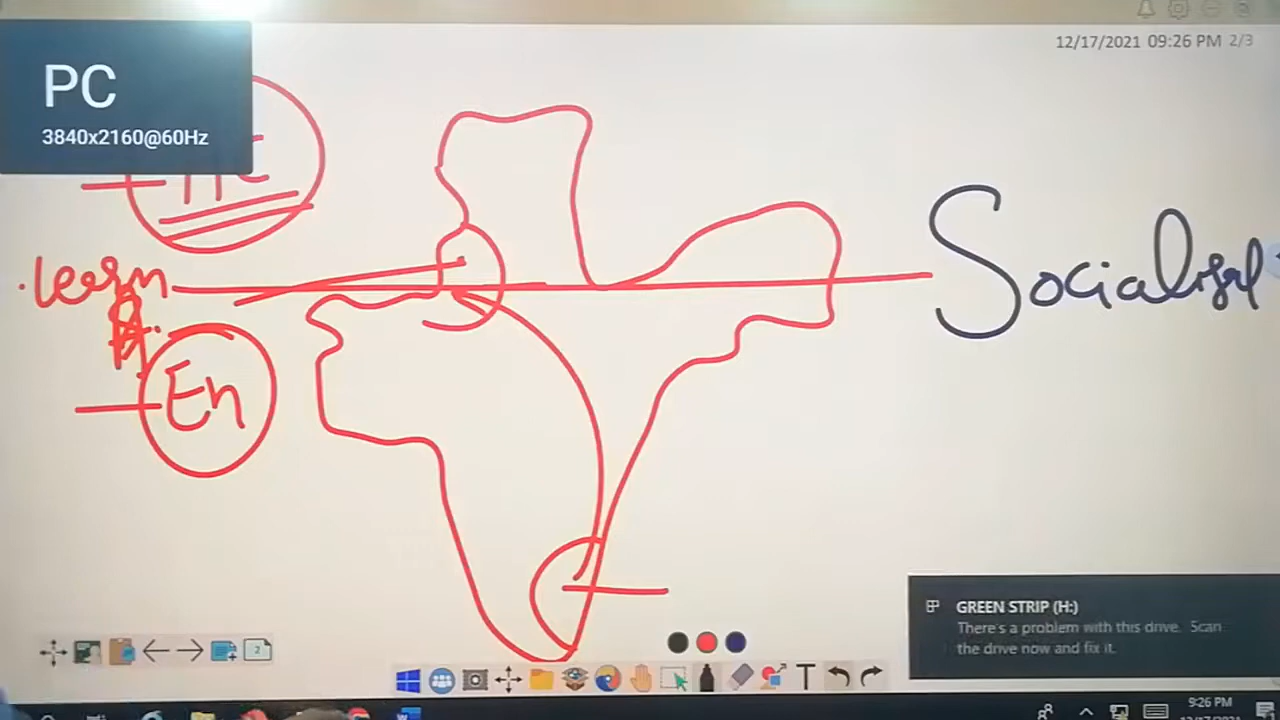 12/17/2021 09:26 PM 2/3
PC
3840x2160@60Hz
learn
En
GREEN STRIP (H:)
There's a problem with this drive. Scan
the drive now and fix it.
2
T
9:26 PM